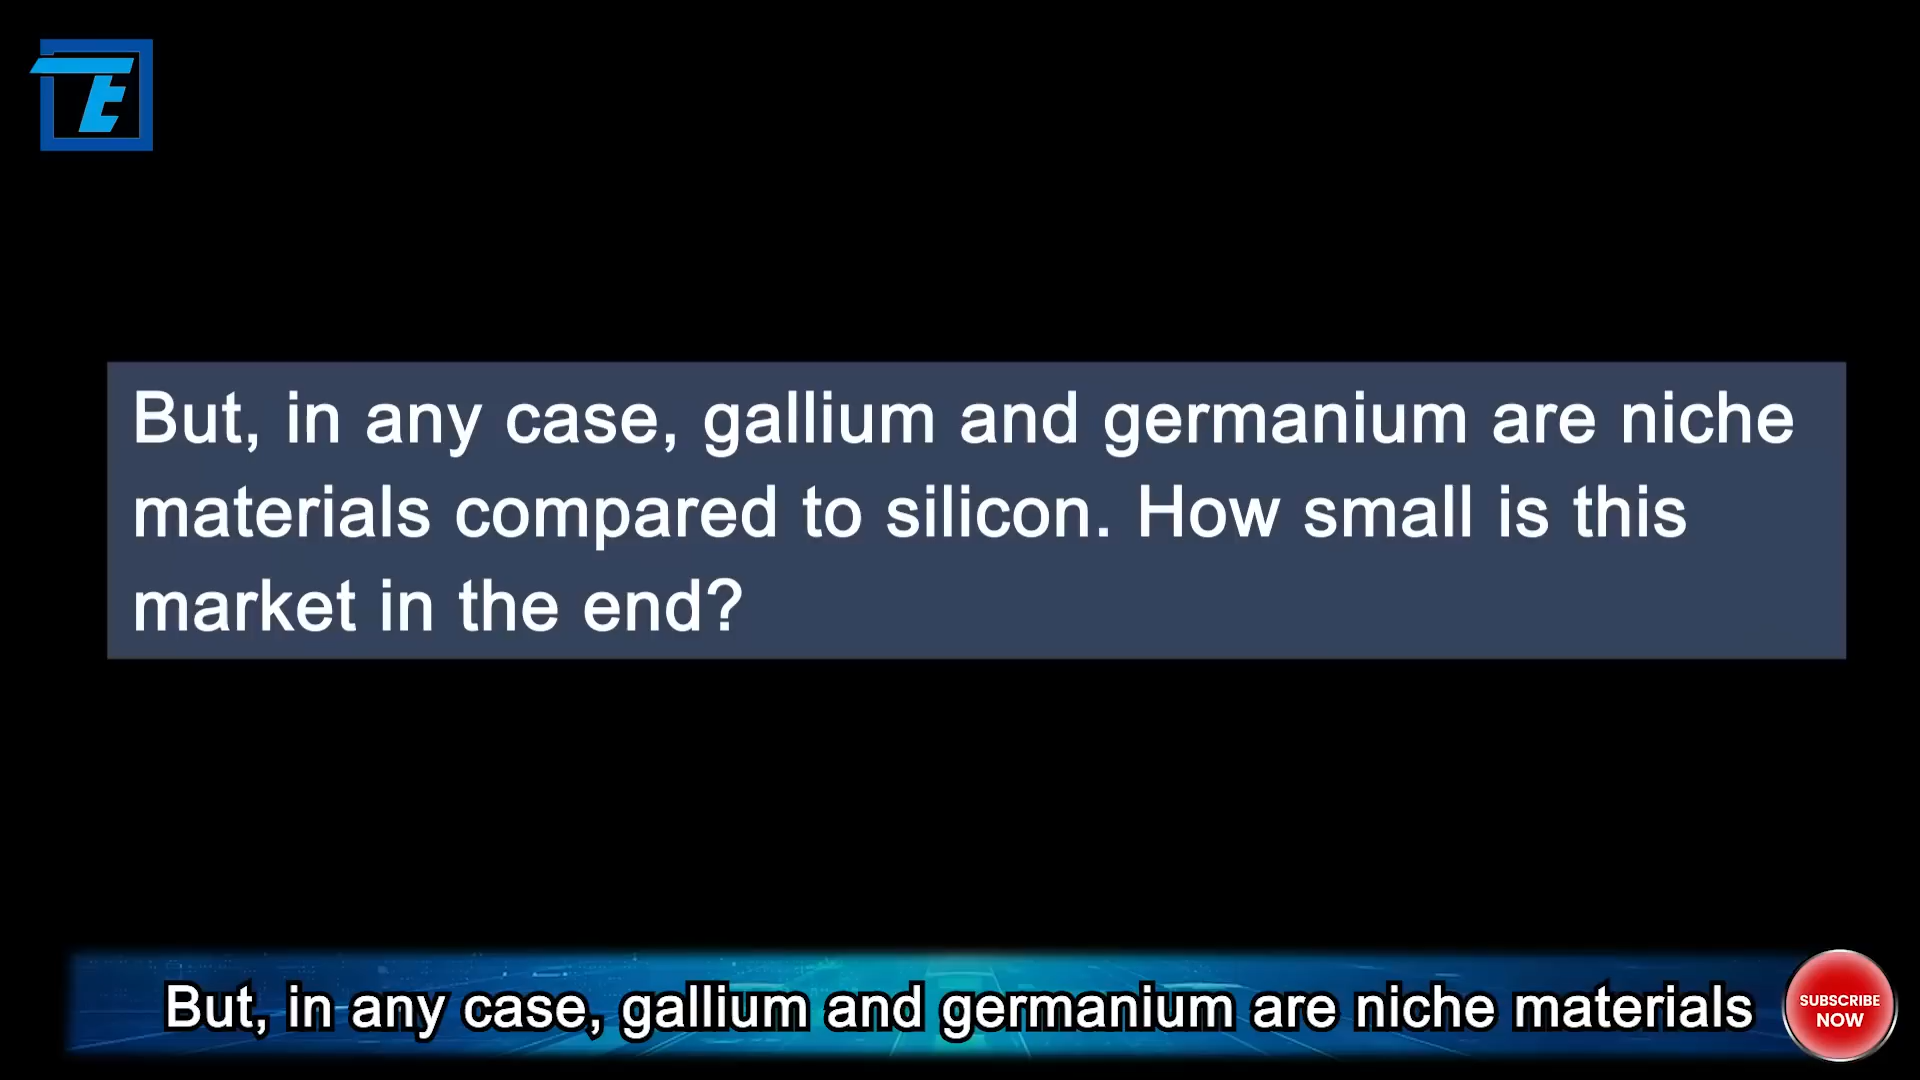 TE
But, in any case, gallium and germanium are niche
materials compared to silicon. How small is this
market in the end?
But, in any case, gallium and germanium are niche materials
SUBSCRIBE
NOW